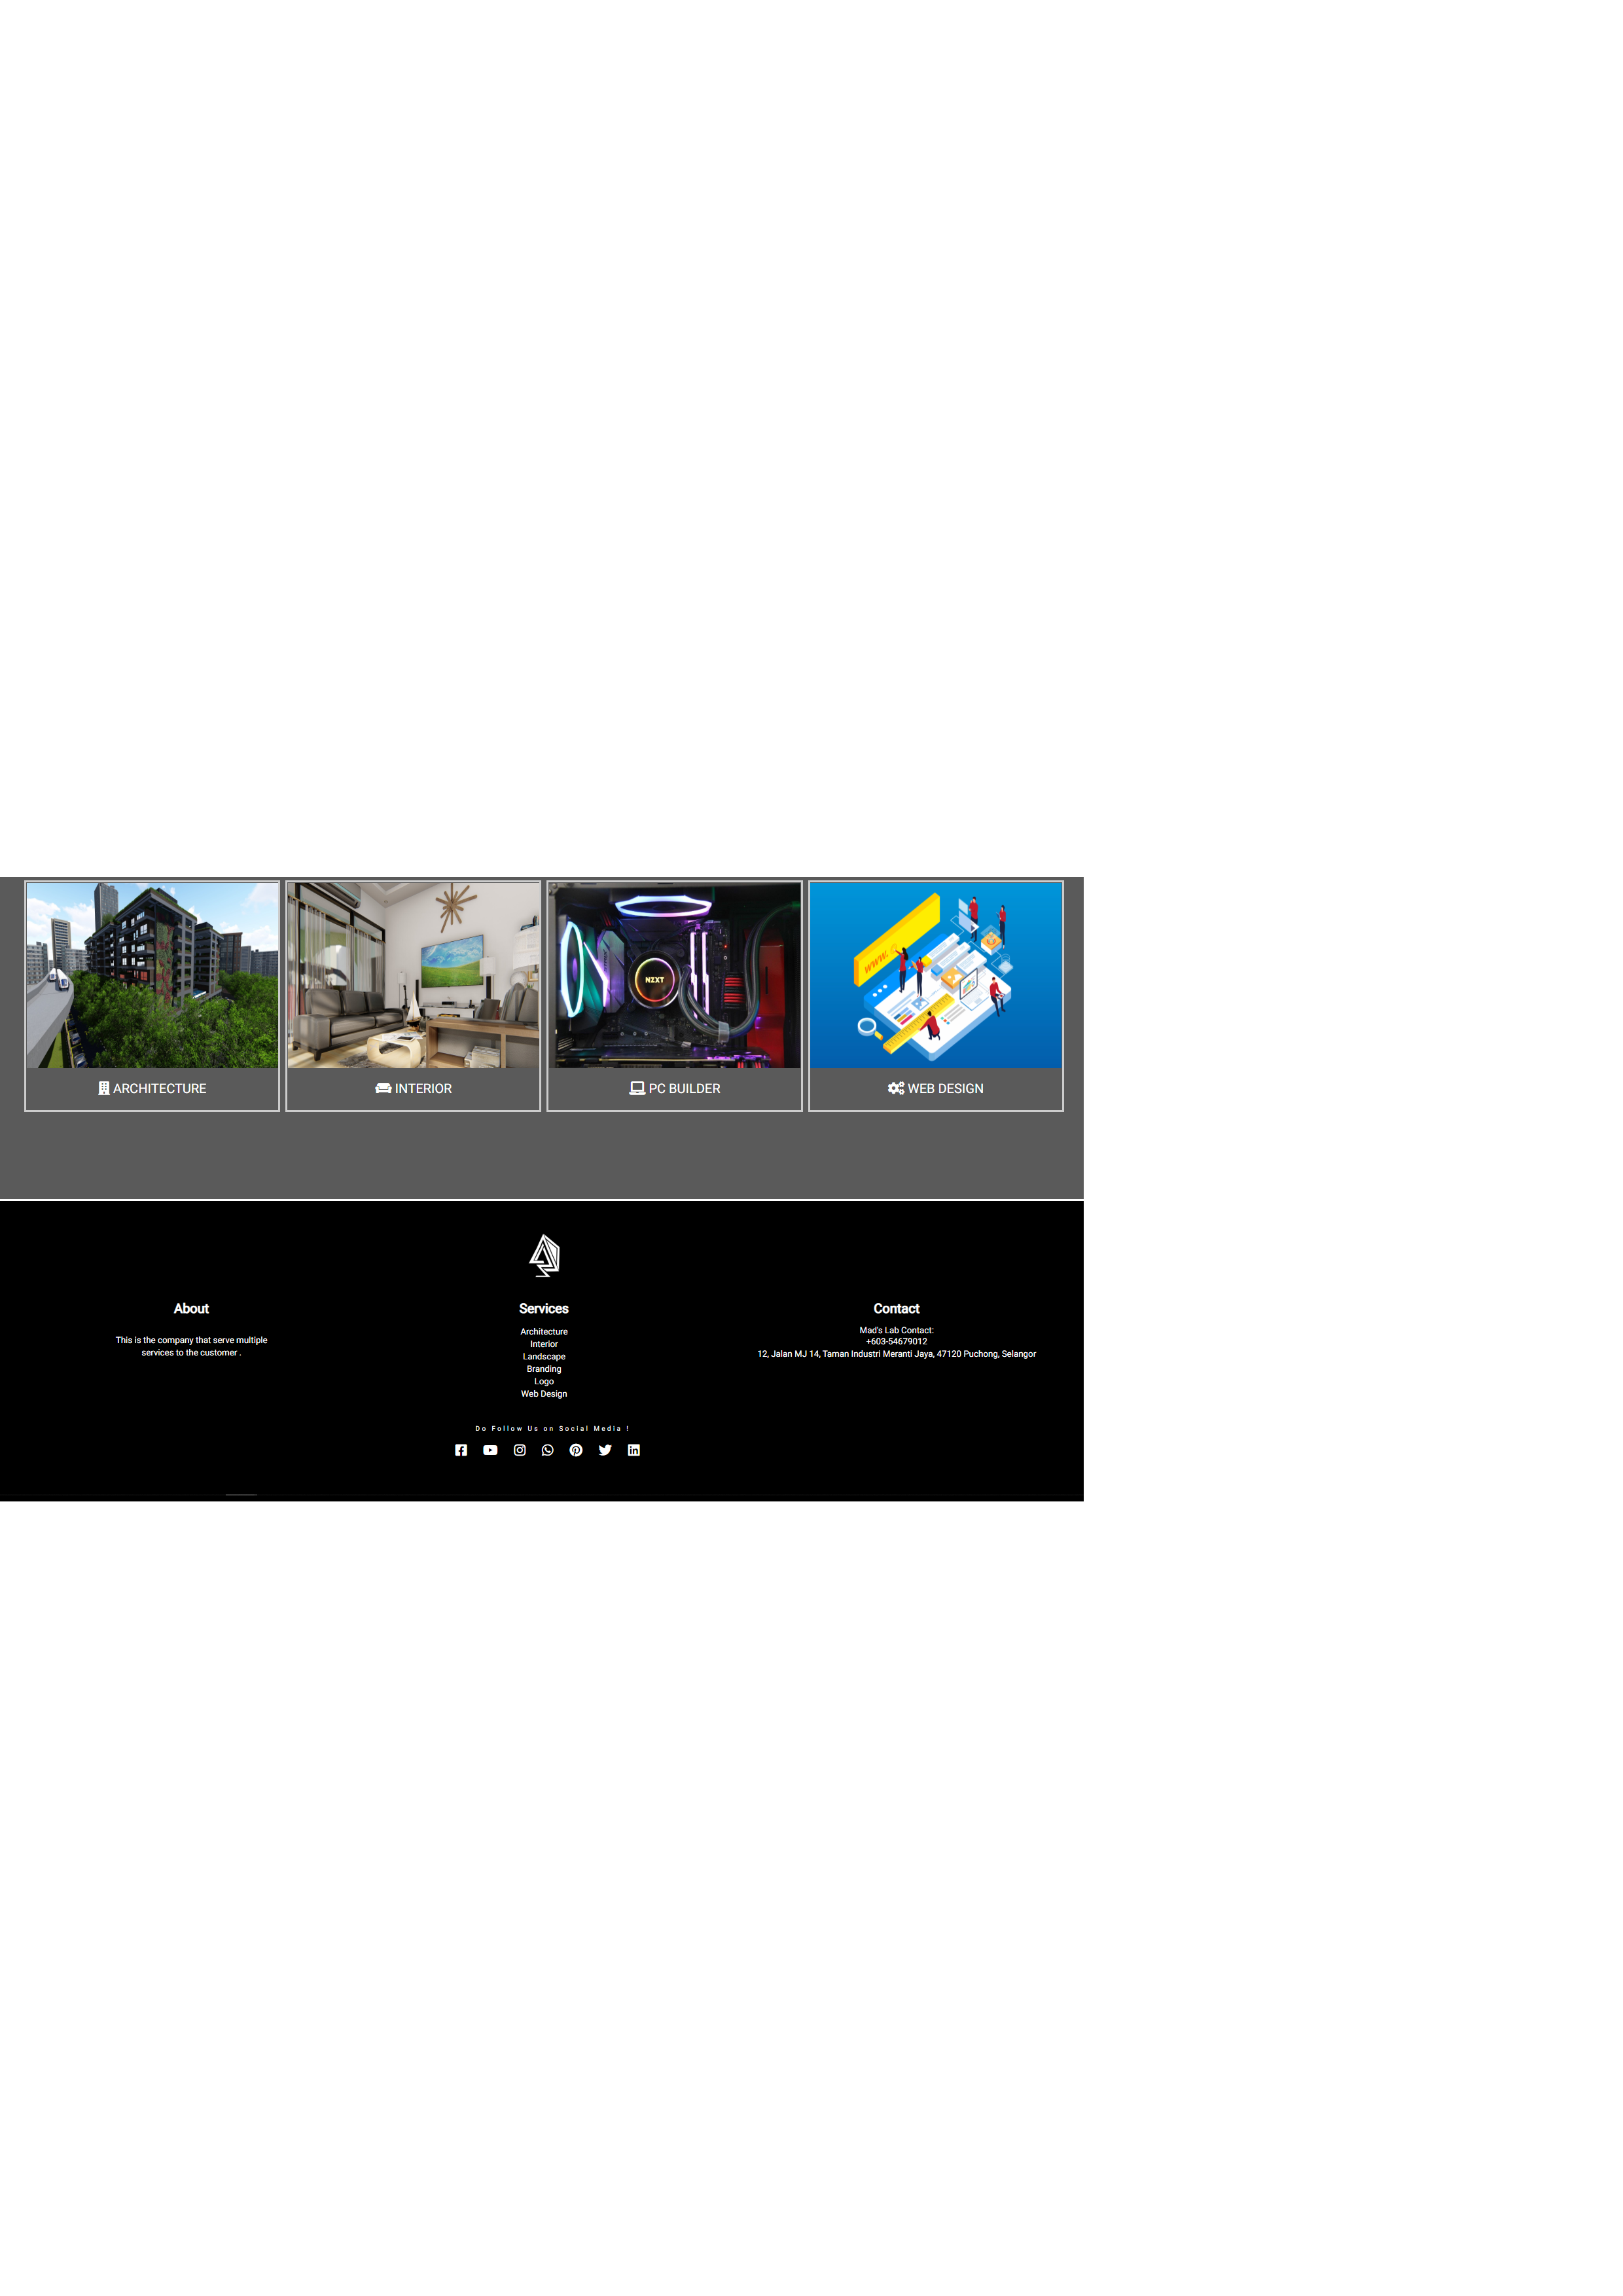 NZXT
www.
ARCHITECTURE
INTERIOR
PC BUILDER
WEB DESIGN
About
This is the company that serve multiple
services to the customer .
Services
Architecture
Interior
Landscape
Branding
Logo
Web Design
Contact
Mad's Lab Contact:
+603-54679012
12, Jalan MJ 14, Taman Industri Meranti Jaya, 47120 Puchong, Selangor
Do Follow Us on Social Media !